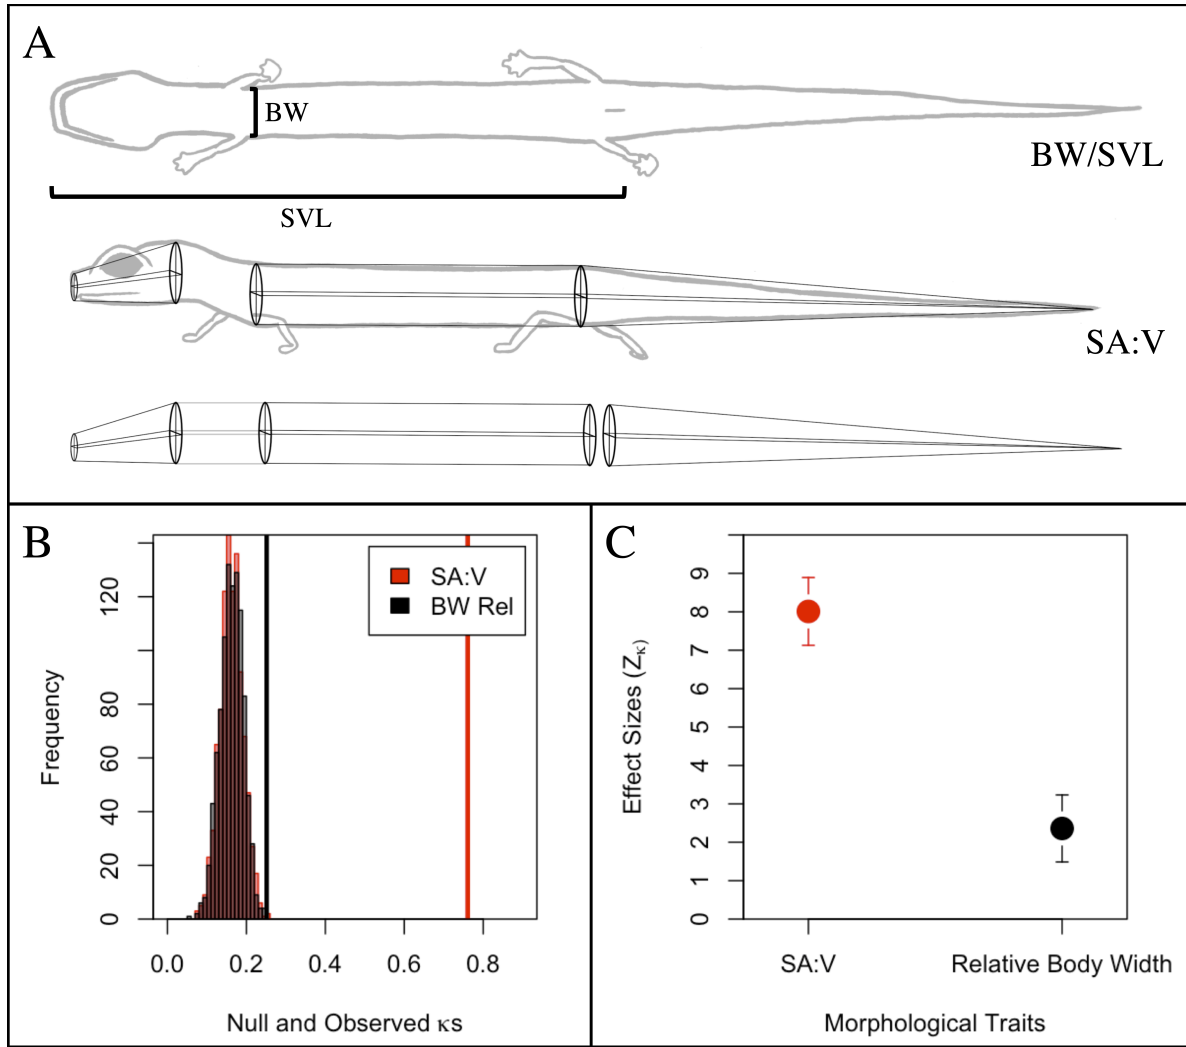 A
BW
BW/SVL
SVL
SA:V
B
SA:V
BW Rel
Frequency
120
80
60
40
20
0
0.0 0.2 0.4 0.6 0.8
Null and Observed κs
C
Effect Sizes (Zκ)
9
8
7
6
5
4
3
2
1
0
SA:V Relative Body Width
Morphological Traits